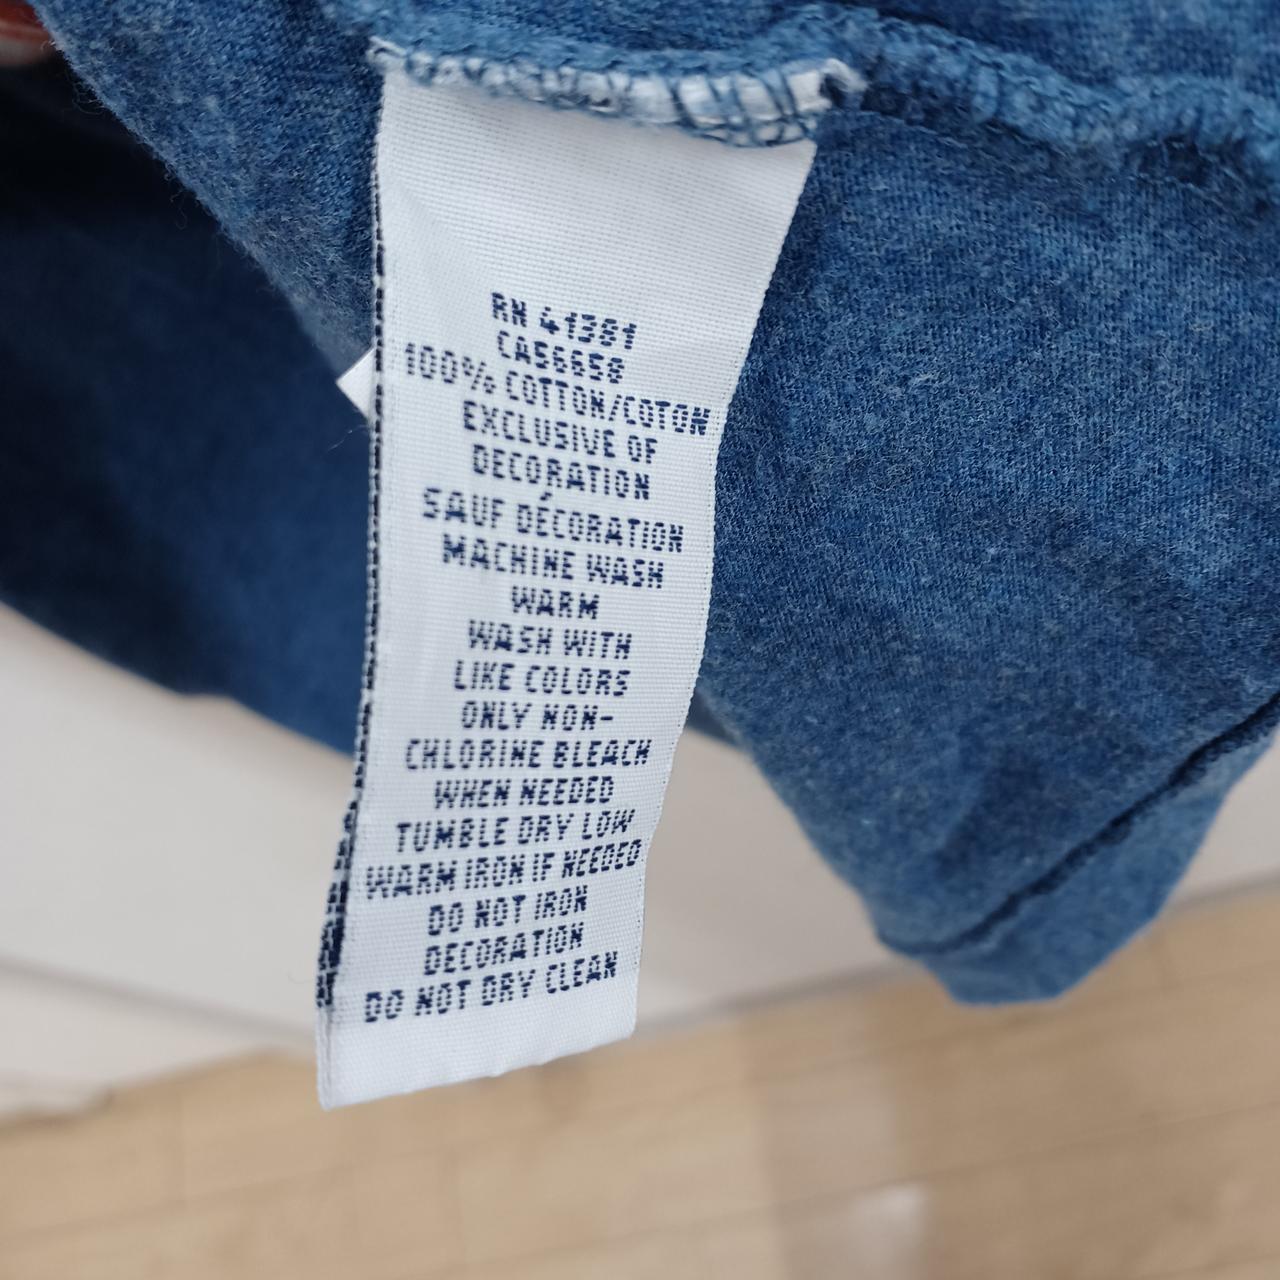 RN 41381
CA56658
100% COTTON/COTON
EXCLUSIVE OF
DECORATION
SAUF DÉCORATION
MACHINE WASH
WARM
WASH WITH
LIKE COLORS
ONLY NON-
CHLORINE BLEACH
WHEN NEEDED
TUMBLE DRY LOW
WARM IRON IF NEEDED
DO NOT IRON
DECORATION
DO NOT DRY CLEAN